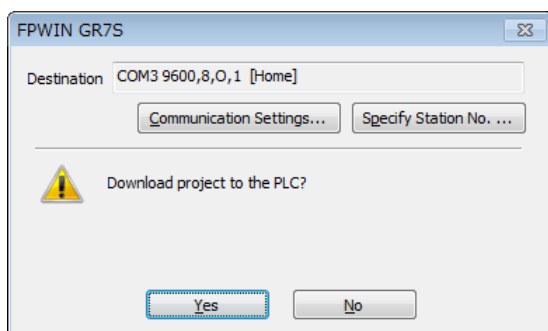 FPWIN GR7S
Destination COM3 9600,8,O,1 [Home]
Communication Settings... Specify Station No. ...
Download project to the PLC?
Yes No